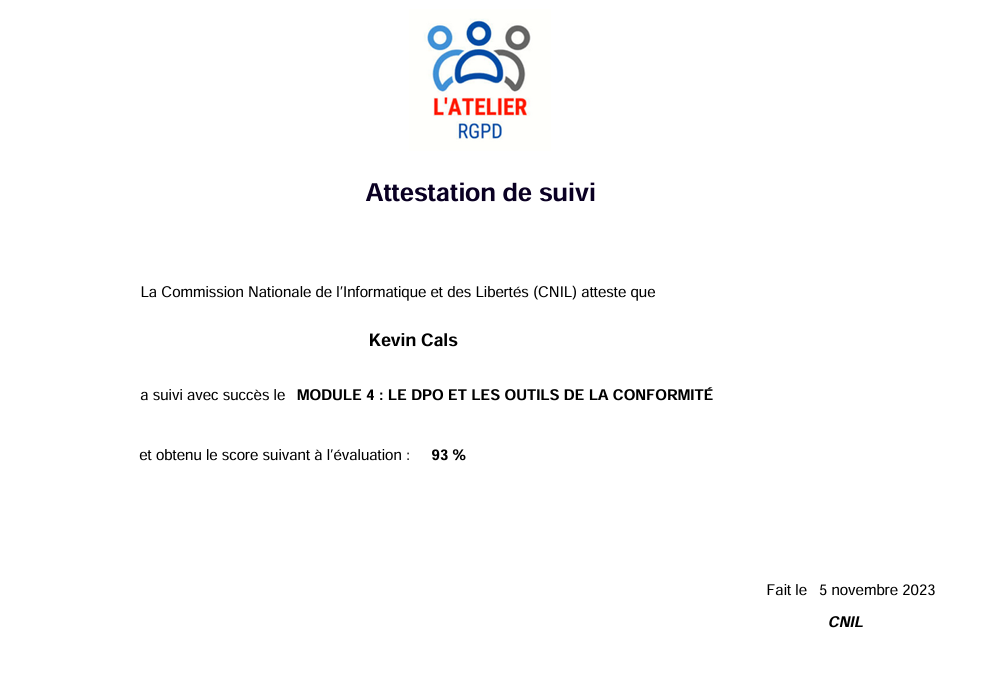 L'ATELIER
RGPD
Attestation de suivi
La Commission Nationale de l'Informatique et des Libertés (CNIL) atteste que
Kevin Cals
a suivi avec succès le MODULE 4 : LE DPO ET LES OUTILS DE LA CONFORMITÉ
et obtenu le score suivant à l'évaluation : 93 %
Fait le 5 novembre 2023
CNIL